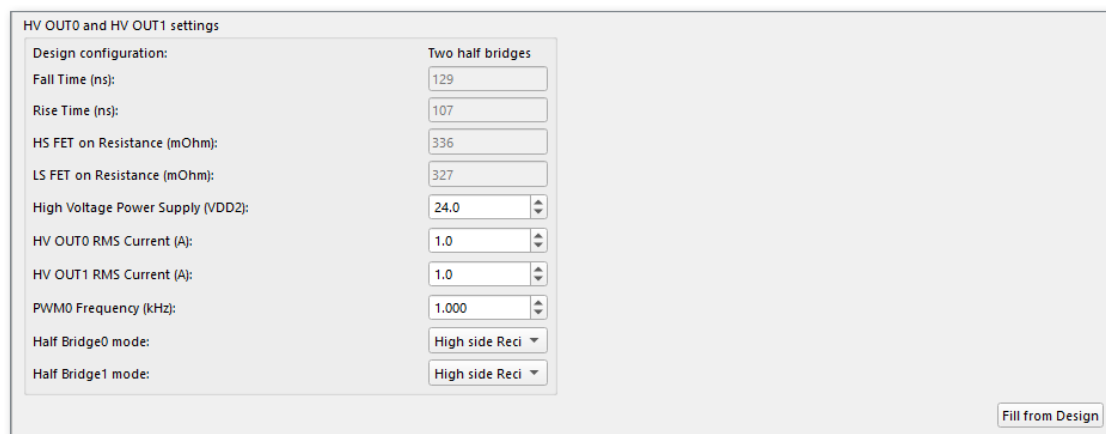 HV OUT0 and HV OUT1 settings
Design configuration: Two half bridges
Fall Time (ns): 129
Rise Time (ns): 107
HS FET on Resistance (mOhm): 336
LS FET on Resistance (mOhm): 327
High Voltage Power Supply (VDD2): 24.0
HV OUT0 RMS Current (A): 1.0
HV OUT1 RMS Current (A): 1.0
PWM0 Frequency (kHz): 1.000
Half Bridge0 mode: High side Reci
Half Bridge1 mode: High side Reci
Fill from Design